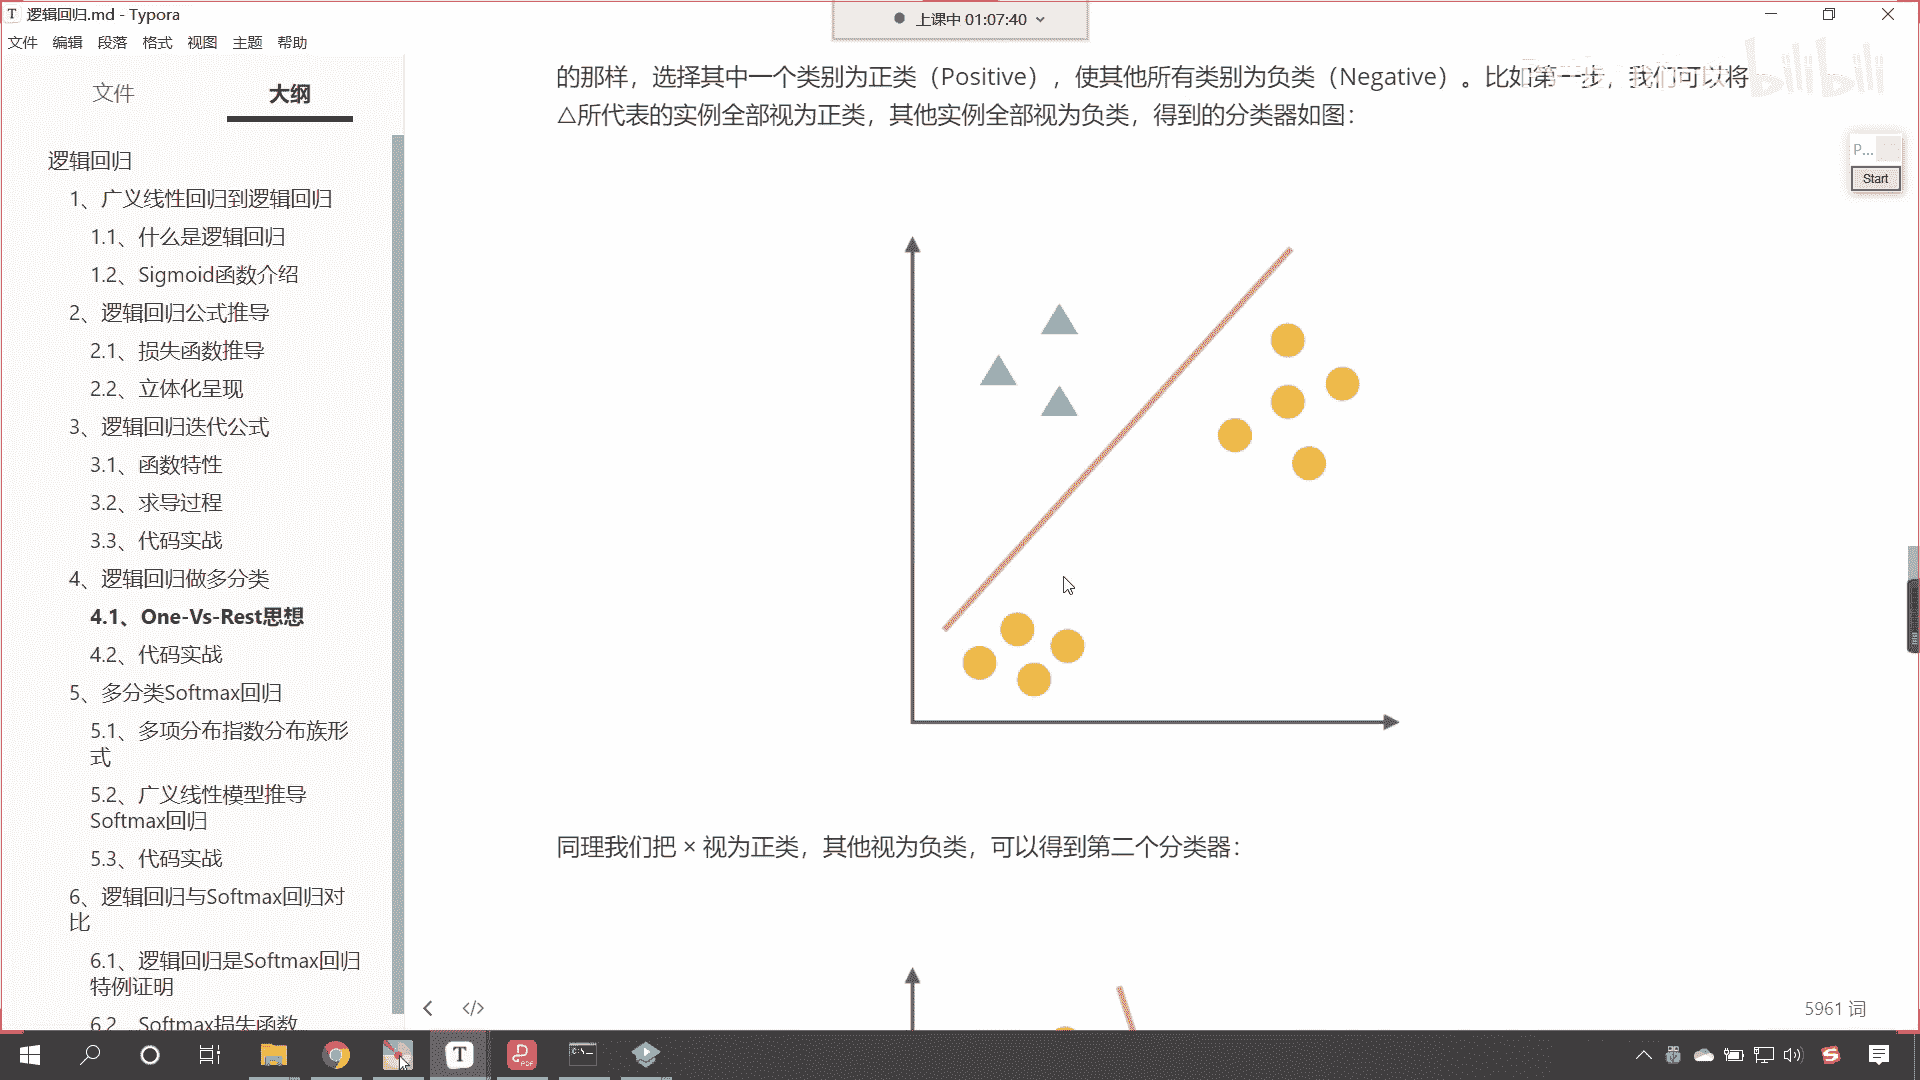 逻辑回归.md - Typora
上课中 01:07:40
文件 编辑 段落 格式 视图 主题 帮助
文件 大纲
逻辑回归
1、广义线性回归到逻辑回归
1.1、什么是逻辑回归
1.2、Sigmoid函数介绍
2、逻辑回归公式推导
2.1、损失函数推导
2.2、立体化呈现
3、逻辑回归迭代公式
3.1、函数特性
3.2、求导过程
3.3、代码实战
4、逻辑回归做多分类
4.1、One-Vs-Rest思想
4.2、代码实战
5、多分类Softmax回归
5.1、多项分布指数分布族形
式
5.2、广义线性模型推导
Softmax回归
5.3、代码实战
6、逻辑回归与Softmax回归对
比
6.1、逻辑回归是Softmax回归
特例证明
6.2、Softmax损失函数
的那样，选择其中一个类别为正类（Positive），使其他所有类别为负类（Negative）。比如第一步，我们可以将
△所代表的实例全部视为正类，其他实例全部视为负类，得到的分类器如图：
同理我们把 × 视为正类，其他视为负类，可以得到第二个分类器：
bilibili
P...
Start
5961 词